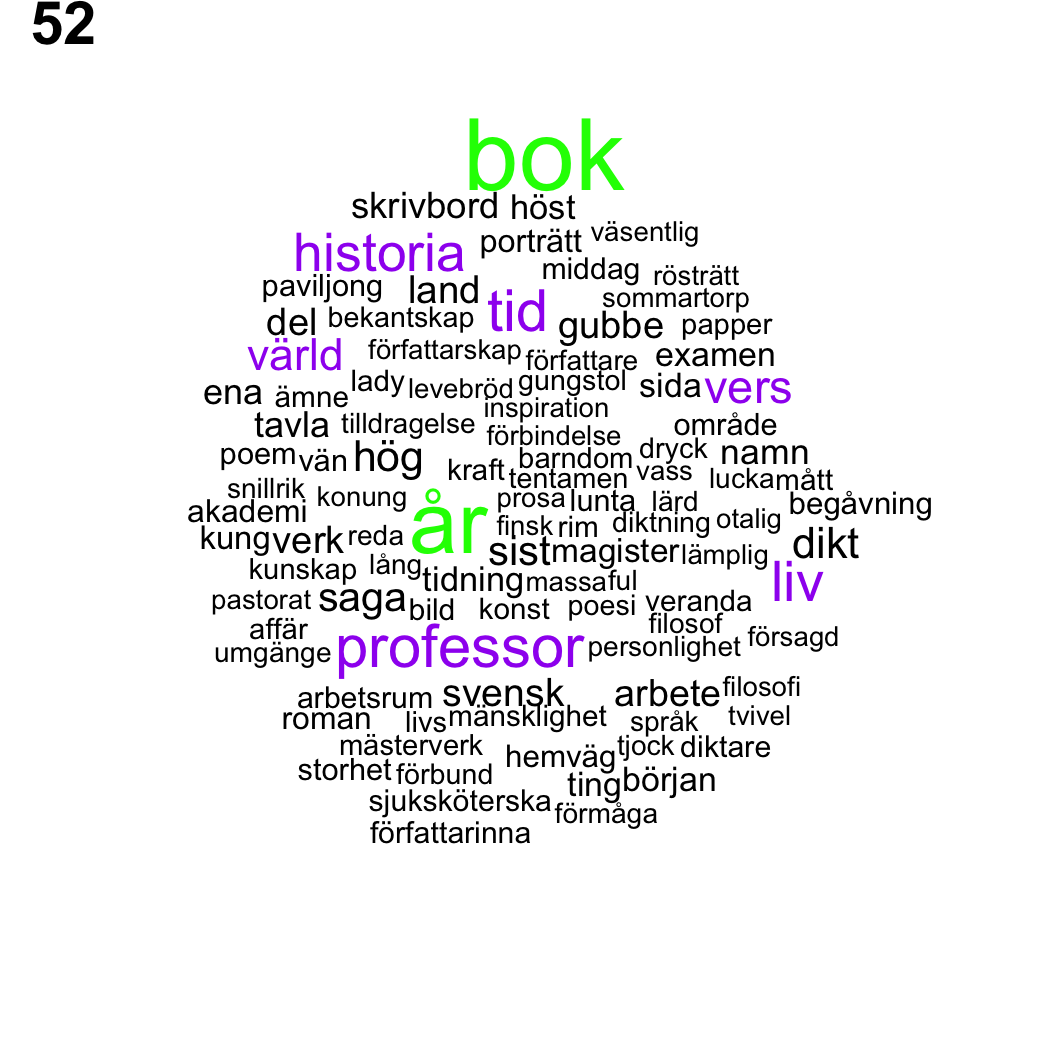 52
bok
skrivbord höst
historia porträtt väsentlig
middag rösträtt
paviljong land tid sommartorp
del bekantskap gubbe papper
värld författarskap författare examen
ena ämne lady levebröd gungstol sida vers
inspiration
tavla tilldragelse förbindelse område
poem vän hög barndom dryck namn
kraft tentamen vass lucka mått
snillrik konung prosa lunta lärd begåvning
akademi år finsk rim diktning otalig
kung verk reda sist magister lämplig dikt
kunskap lång tidning massa ful liv
pastorat saga bild konst poesi veranda
affär filosof
umgänge professor personlighet försagd
arbetsrum svensk arbete filosofi
roman livs mänsklighet språk tvivel
mästerverk hemväg tjock diktare
storhet förbund ting början
sjuksköterska förmåga
författarinna